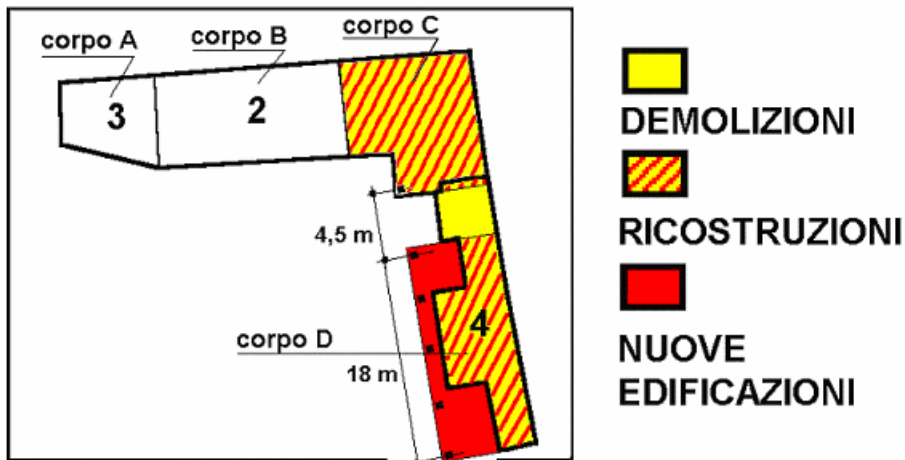 corpo A
corpo B
corpo C
3
2
4,5 m
4
corpo D
18 m
DEMOLIZIONI
RICOSTRUZIONI
NUOVE
EDIFICAZIONI